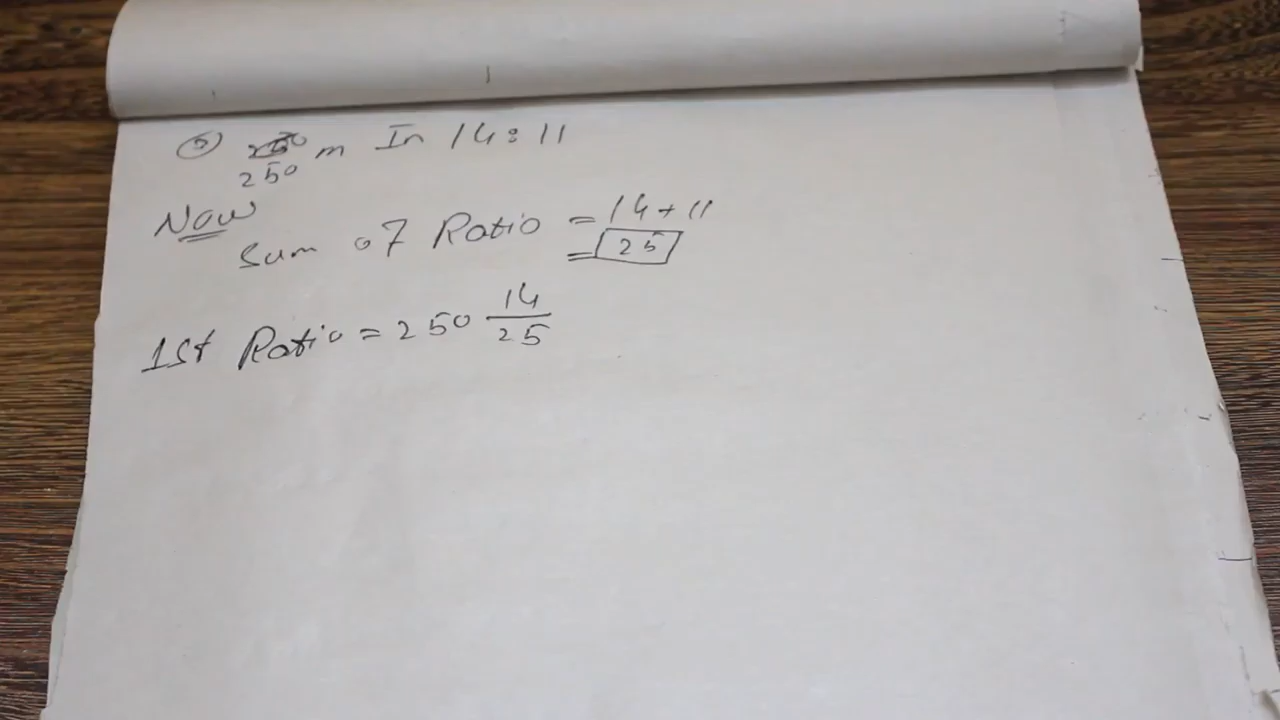 5 m In 14:11
250
Now
Sum of Ratio = 14+11
= 25
1st Ratio = 250 14/25